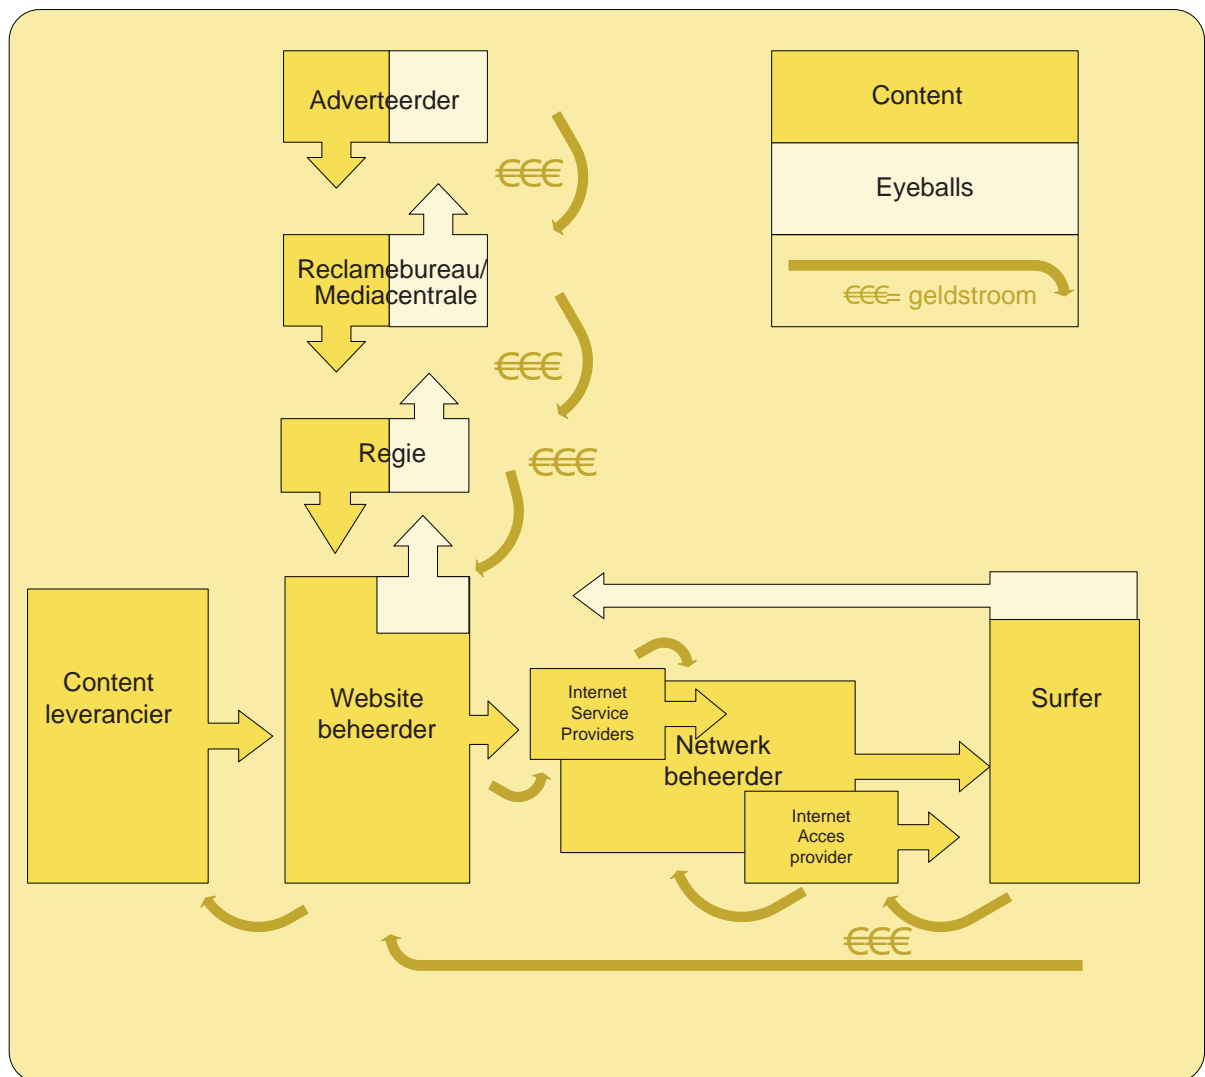 Adverteerder
€€€
Content
Eyeballs
€€€= geldstroom
Reclamebureau/
Mediacentrale
€€€
Regie
€€€
Content
leverancier
Website
beheerder
Internet
Service
Providers
Netwerk
beheerder
Internet
Acces
provider
Surfer
€€€